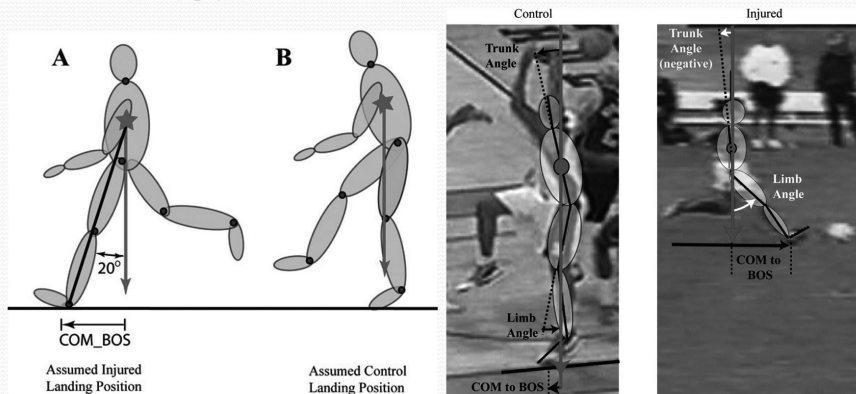 A
B
20°
COM_BOS
Assumed Injured
Landing Position
Assumed Control
Landing Position
Control
Trunk
Angle
Limb
Angle
COM to BOS
Injured
Trunk
Angle
(negative)
Limb
Angle
COM to
BOS